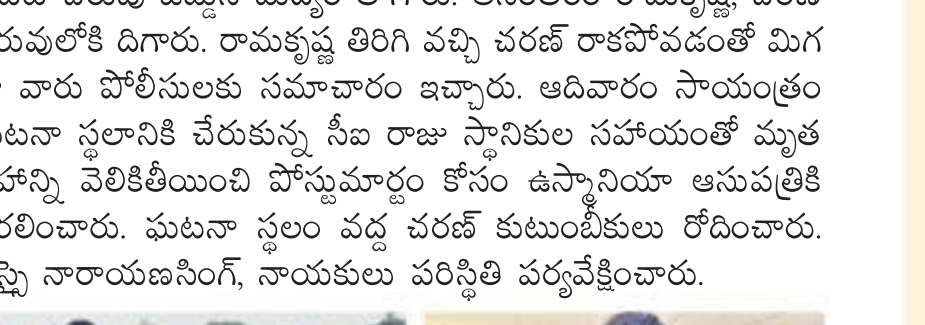 రువులోకి దిగారు. రామకృష్ణ తిరిగి వచ్చి చరణ్ రాకపోవడంతో మిగ
వారు పోలీసులకు సమాచారం ఇచ్చారు. ఆదివారం సాయంత్రం
టనా స్థలానికి చేరుకున్న సీఐ రాజు స్థానికుల సహాయంతో మృత
హాన్ని వెలికితీయించి పోస్టుమార్టం కోసం ఉస్మానియా ఆసుపత్రికి
రలించారు. ఘటనా స్థలం వద్ద చరణ్ కుటుంబీకులు రోదించారు.
స్సై నారాయణసింగ్, నాయకులు పరిస్థితి పర్యవేక్షించారు.